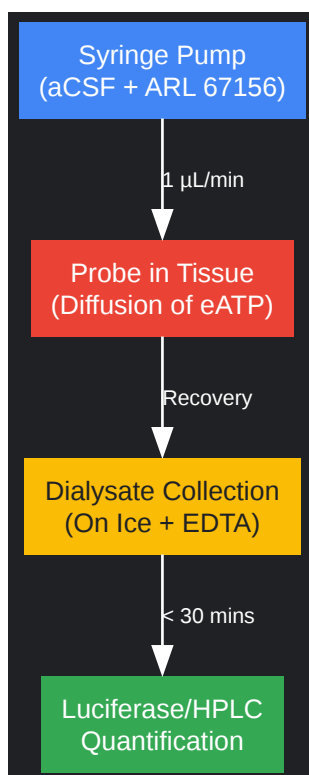 Syringe Pump
(aCSF + ARL 67156)
1 µL/min
Probe in Tissue
(Diffusion of eATP)
Recovery
Dialysate Collection
(On Ice + EDTA)
< 30 mins
Luciferase/HPLC
Quantification